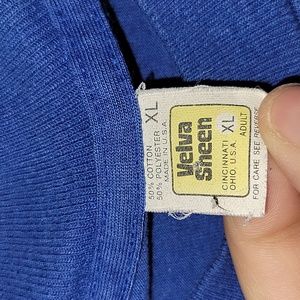 XL
50% COTTON
50% POLYESTER
MADE IN U.S.A.
Velva
Sheen
CINCINNATI
OHIO, U.S.A.
XL
ADULT
FOR CARE SEE REVERSE